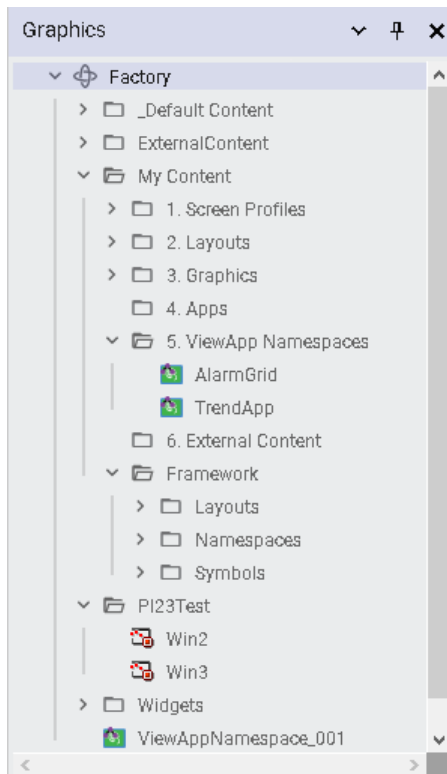 Graphics
Factory
_Default Content
ExternalContent
My Content
1. Screen Profiles
2. Layouts
3. Graphics
4. Apps
5. ViewApp Namespaces
AlarmGrid
TrendApp
6. External Content
Framework
Layouts
Namespaces
Symbols
PI23Test
Win2
Win3
Widgets
ViewAppNamespace_001